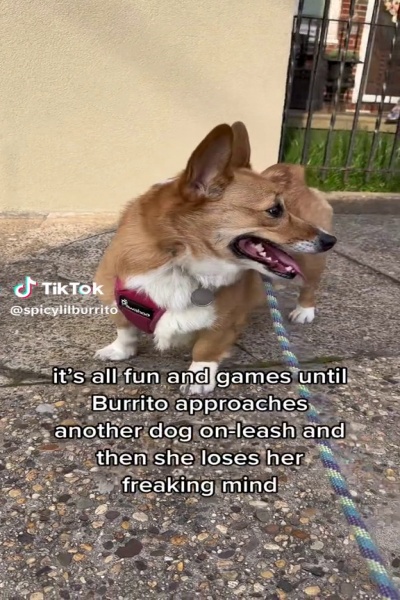 TikTok
@spicylilburrito
it's all fun and games until
Burrito approaches
another dog on-leash and
then she loses her
freaking mind